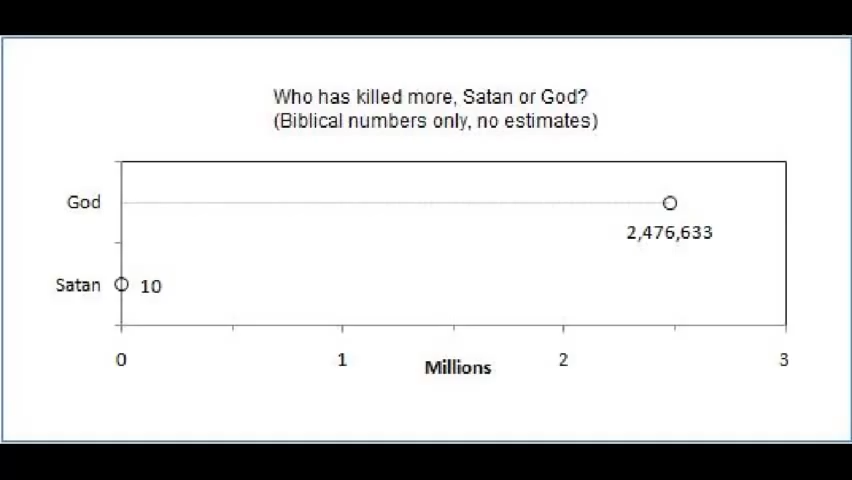 Who has killed more, Satan or God?
(Biblical numbers only, no estimates)
God
2,476,633
Satan
10
0
1
2
3
Millions